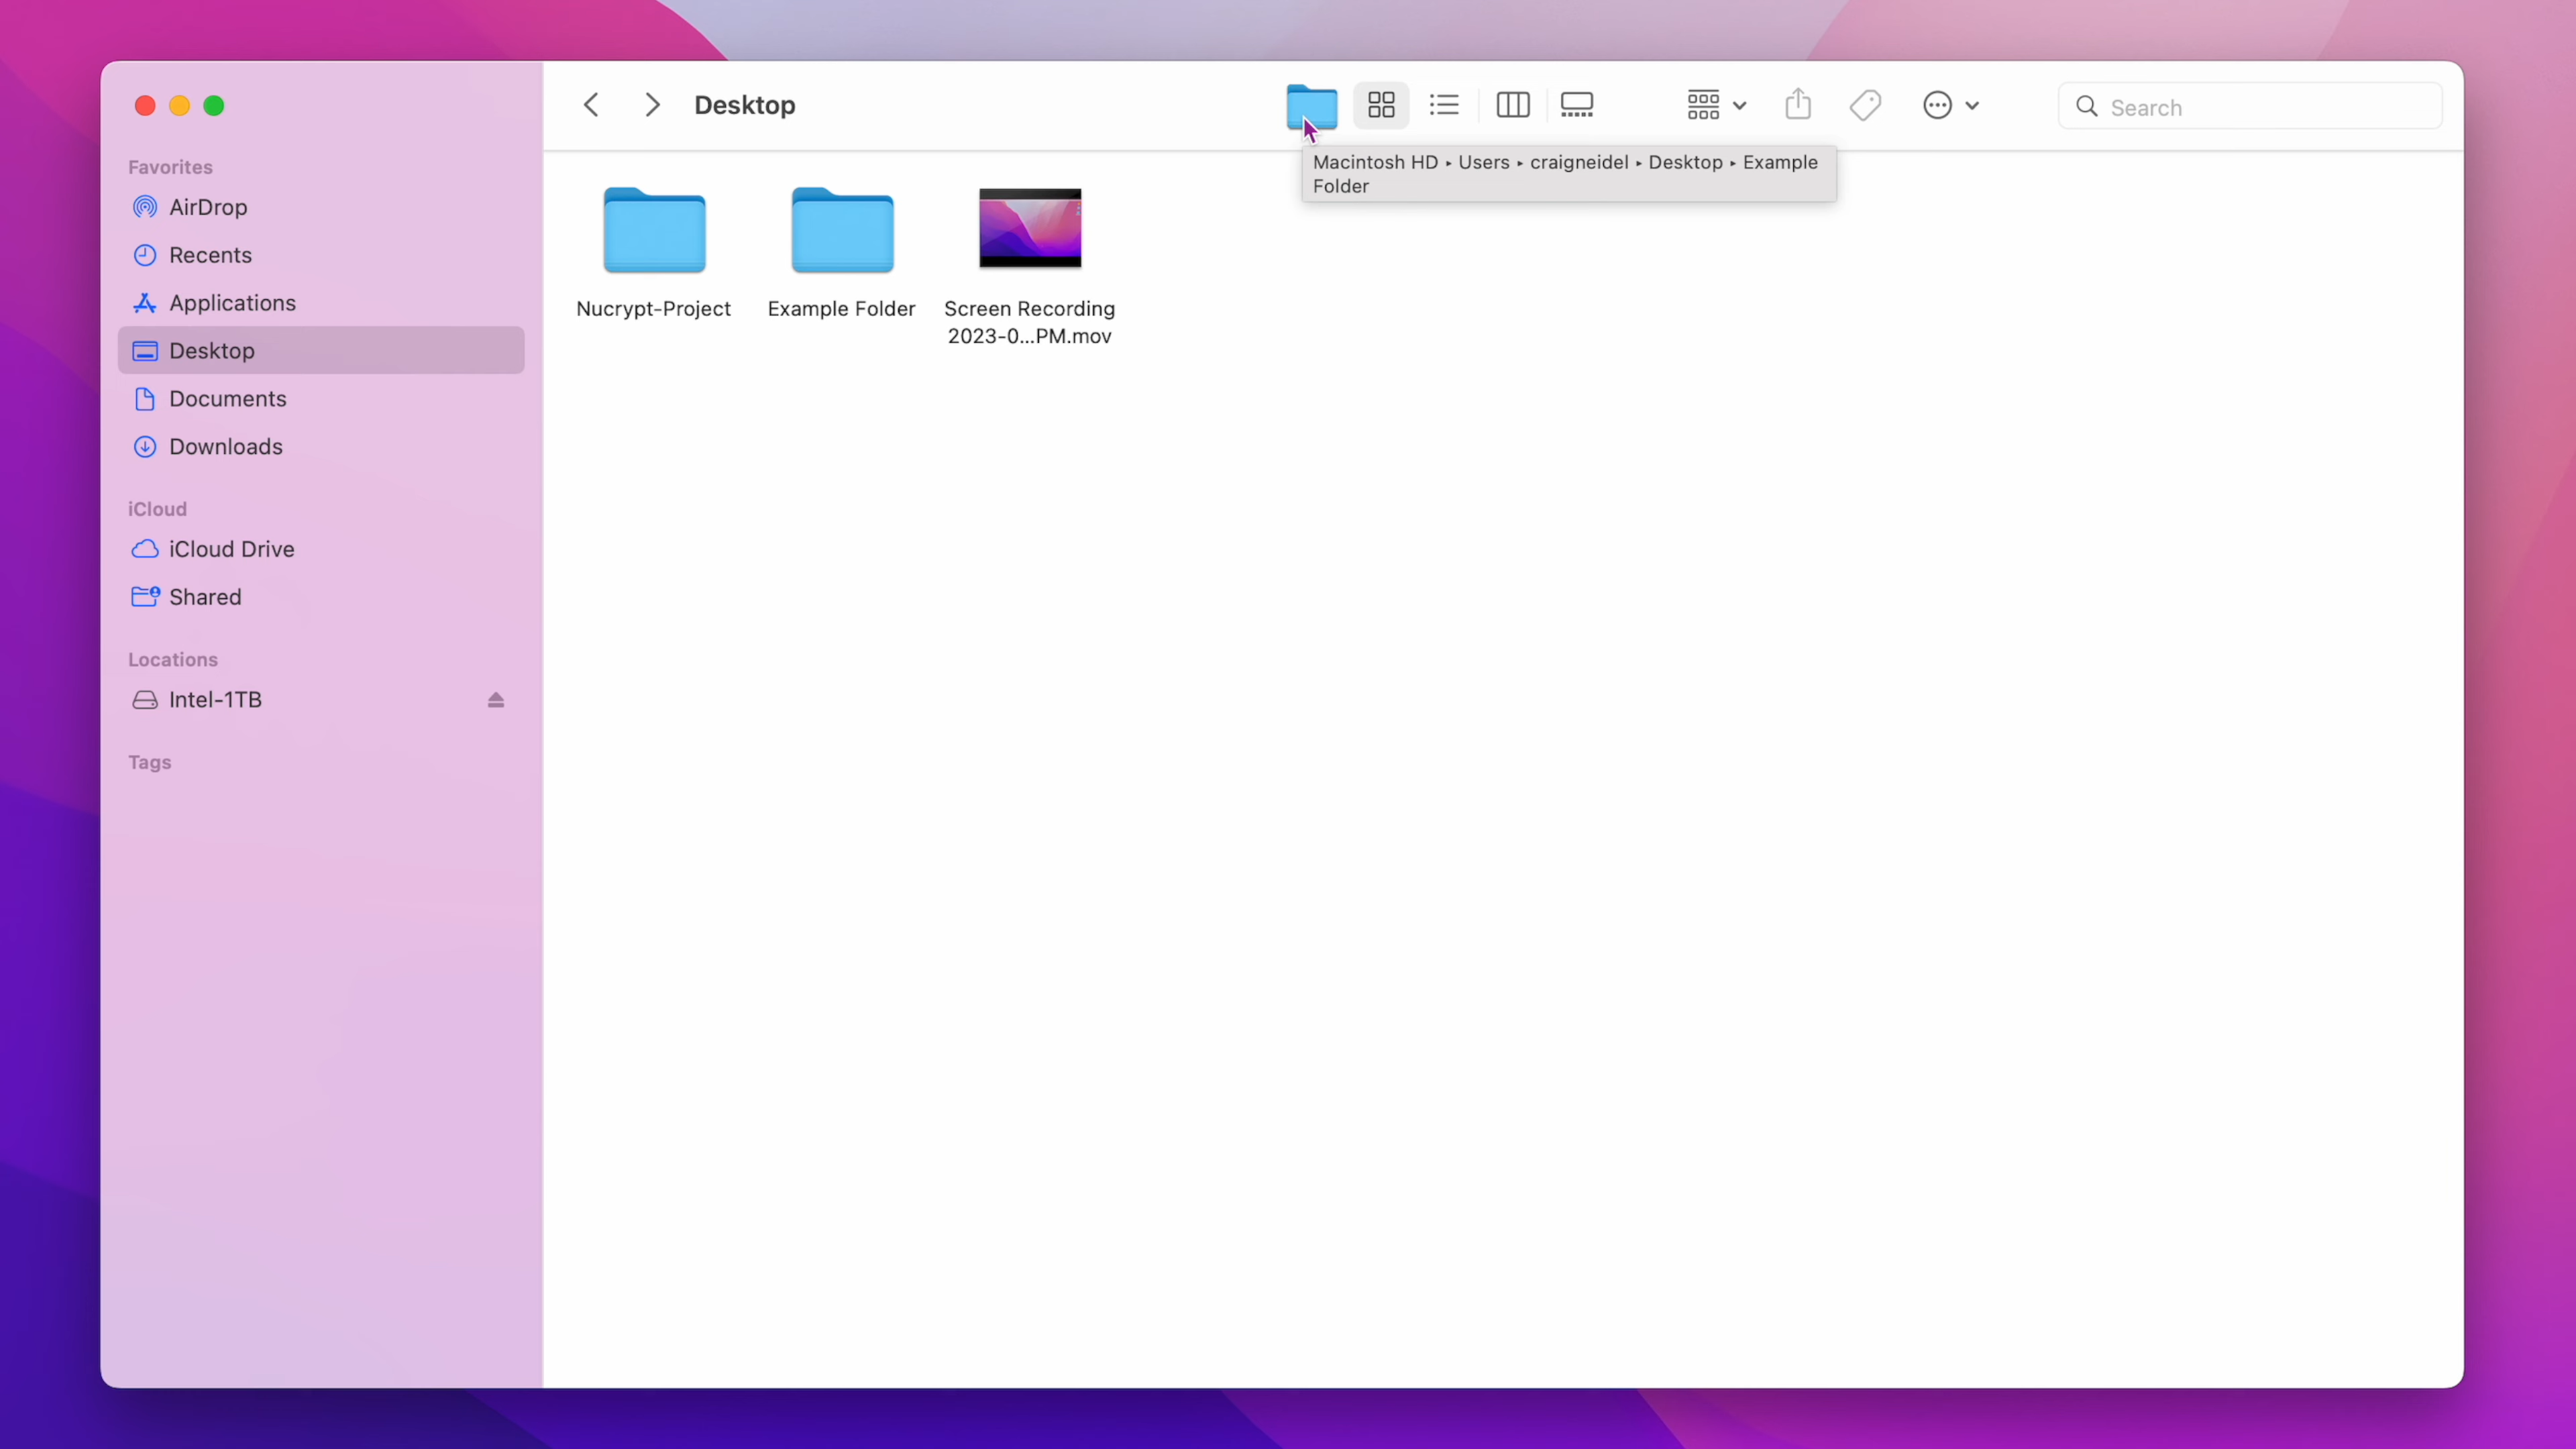 Favorites
AirDrop
Recents
Applications
Desktop
Documents
Downloads
iCloud
iCloud Drive
Shared
Locations
Intel-1TB
Tags
Desktop
Search
Macintosh HD ▸ Users ▸ craigneidel ▸ Desktop ▸ Example
Folder
Nucrypt-Project
Example Folder
Screen Recording
2023-0...PM.mov